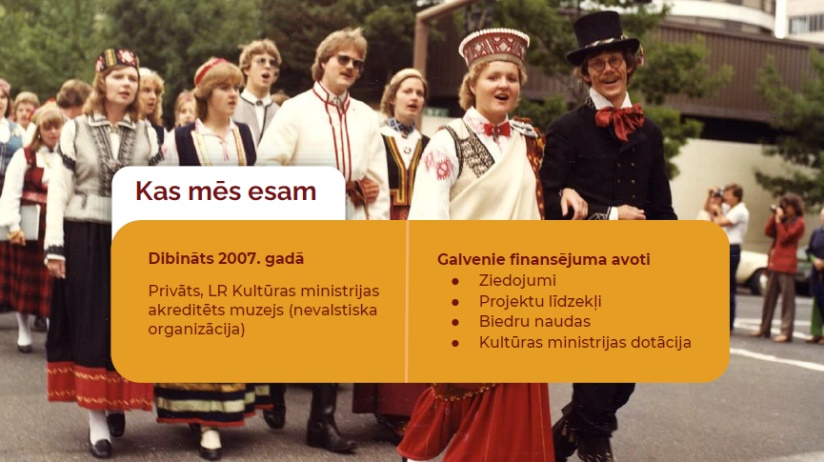 Kas mēs esam
Dibināts 2007. gadā
Privāts, LR Kultūras ministrijas
akreditēts muzejs (nevalstiska
organizācija)
Galvenie finansējuma avoti
● Ziedojumi
● Projektu līdzekļi
● Biedru naudas
● Kultūras ministrijas dotācija